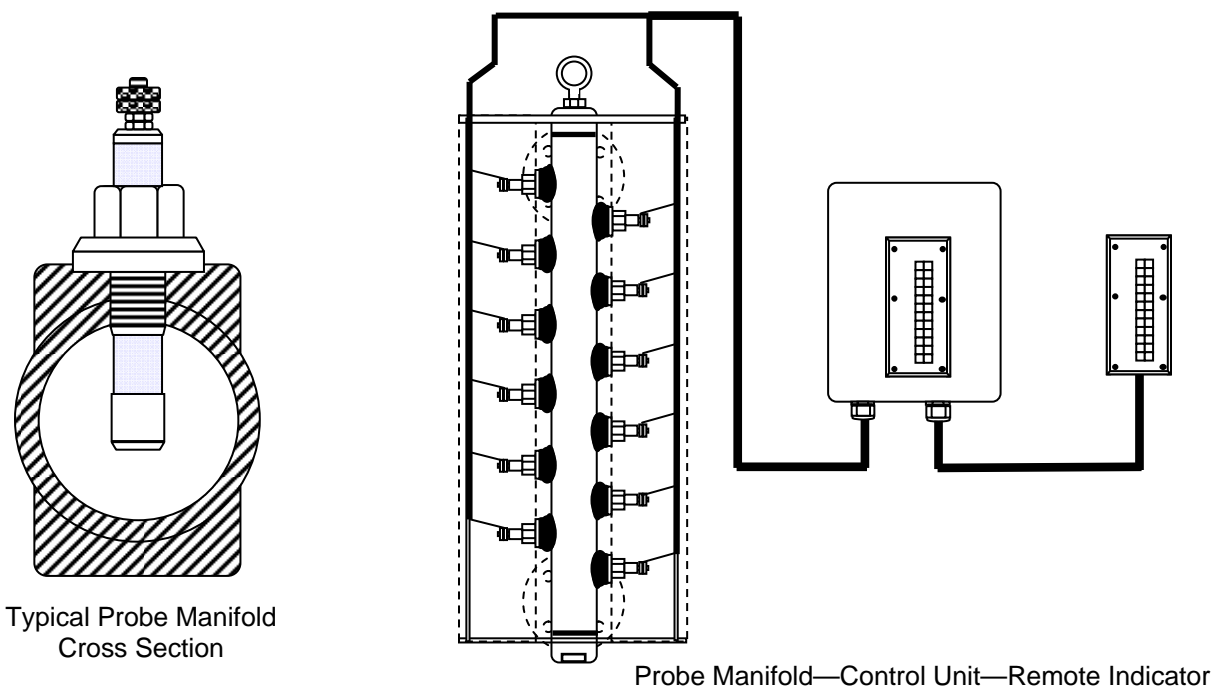 Typical Probe Manifold
Cross Section
Probe Manifold—Control Unit—Remote Indicator